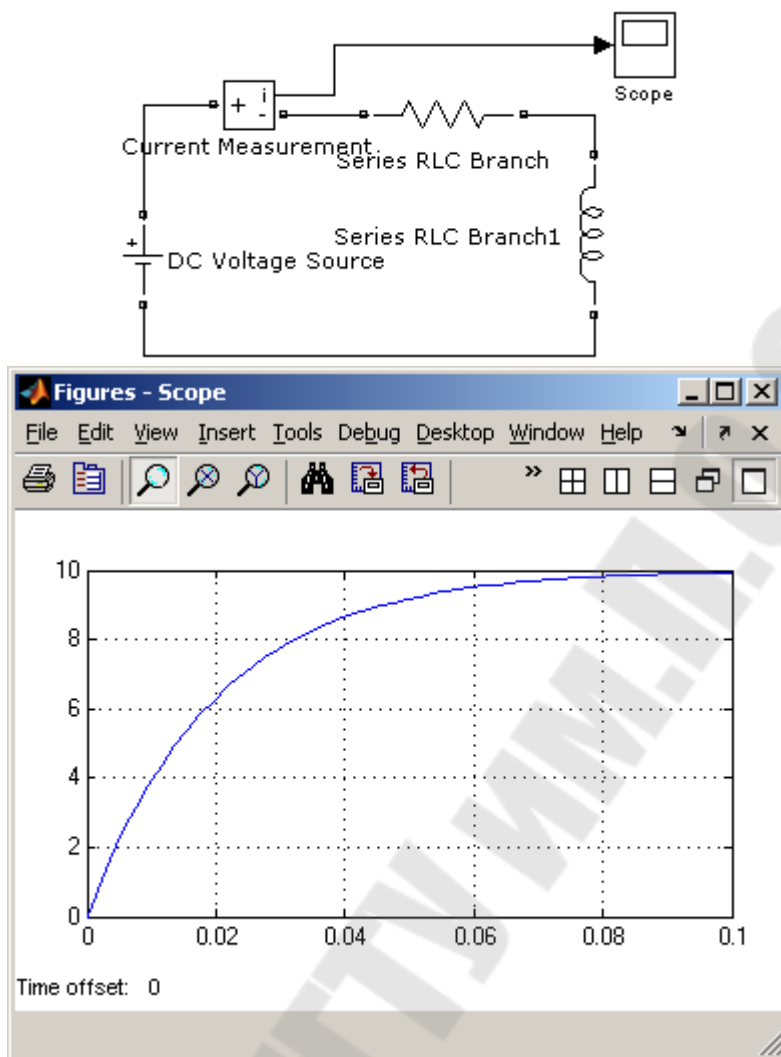 i
+
-
Scope
Current Measurement
Series RLC Branch
Series RLC Branch1
+
DC Voltage Source
Figures - Scope
File Edit View Insert Tools Debug Desktop Window Help
»
10
8
6
4
2
0
0 0.02 0.04 0.06 0.08 0.1
Time offset: 0
ГТУ ИМ.П.О